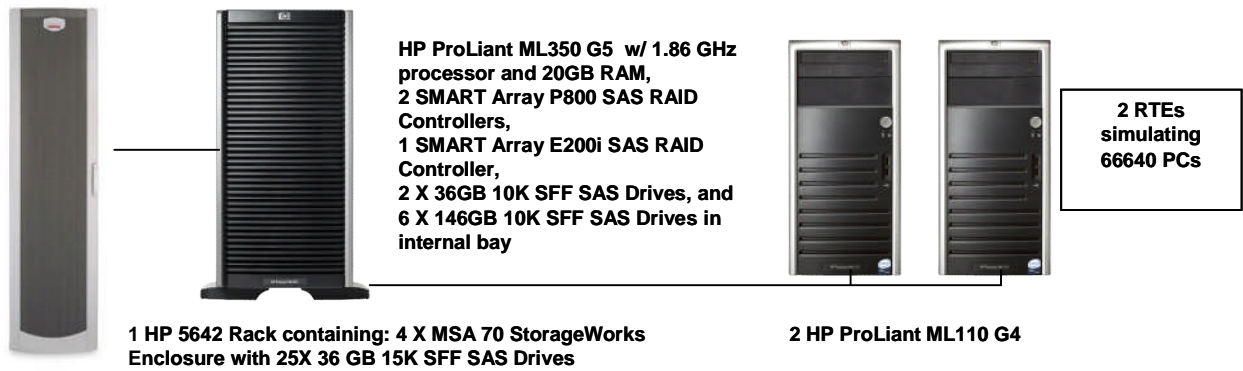 HP ProLiant ML350 G5 w/ 1.86 GHz
processor and 20GB RAM,
2 SMART Array P800 SAS RAID
Controllers,
1 SMART Array E200i SAS RAID
Controller,
2 X 36GB 10K SFF SAS Drives, and
6 X 146GB 10K SFF SAS Drives in
internal bay
2 RTEs
simulating
66640 PCs
1 HP 5642 Rack containing: 4 X MSA 70 StorageWorks
Enclosure with 25X 36 GB 15K SFF SAS Drives
2 HP ProLiant ML110 G4